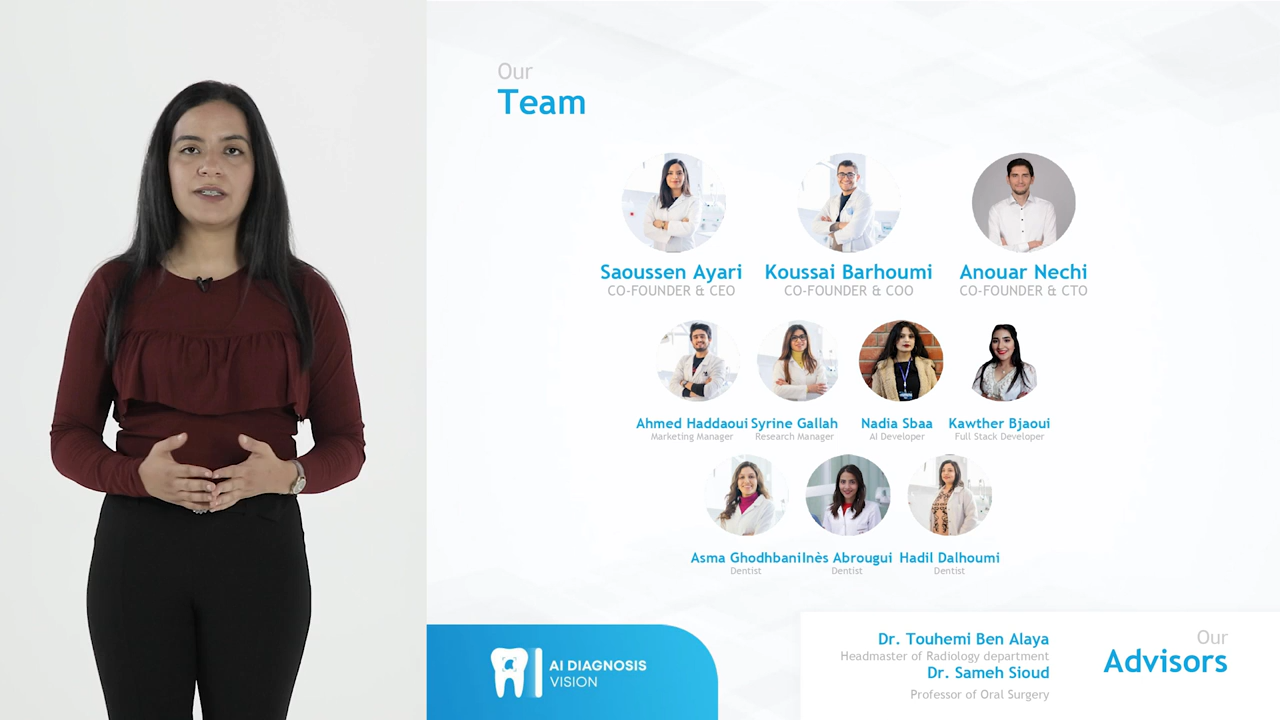 Our
Team
Saoussen Ayari
CO-FOUNDER & CEO
Koussai Barhoumi
CO-FOUNDER & COO
Anouar Nechi
CO-FOUNDER & CTO
Ahmed Haddaoui
Marketing Manager
Syrine Gallah
Research Manager
Nadia Sbaa
AI Developer
Kawther Bjaoui
Full Stack Developer
Asma Ghodhbani
Dentist
Inès Abrougui
Dentist
Hadil Dalhoumi
Dentist
AI DIAGNOSIS
VISION
Dr. Touhemi Ben Alaya
Headmaster of Radiology department
Dr. Sameh Sioud
Professor of Oral Surgery
Our
Advisors